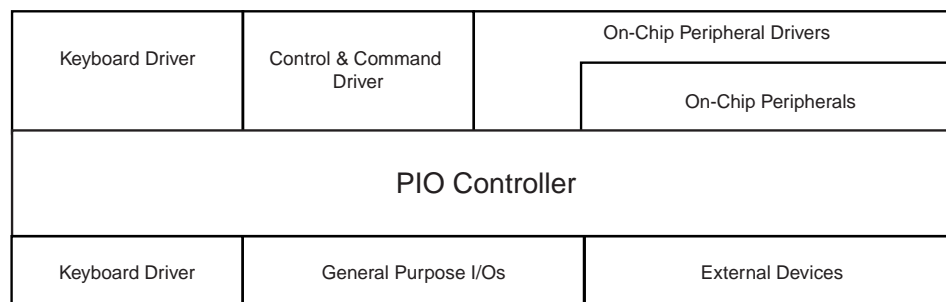 Keyboard Driver
Control & Command
Driver
On-Chip Peripheral Drivers
On-Chip Peripherals
PIO Controller
Keyboard Driver
General Purpose I/Os
External Devices